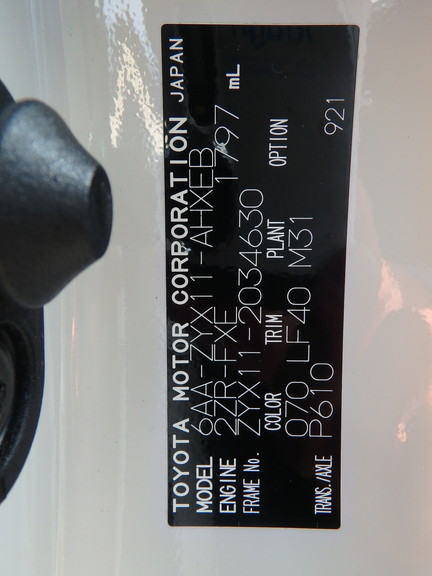 TOYOTA MOTOR CORPORATION JAPAN
MODEL 6AA-ZYX11-AHXEB
ENGINE 2ZR-FXE 1797 mL
FRAME No. ZYX11-2034630
COLOR TRIM PLANT OPTION
070 LF40 M31
TRANS./AXLE P610 921